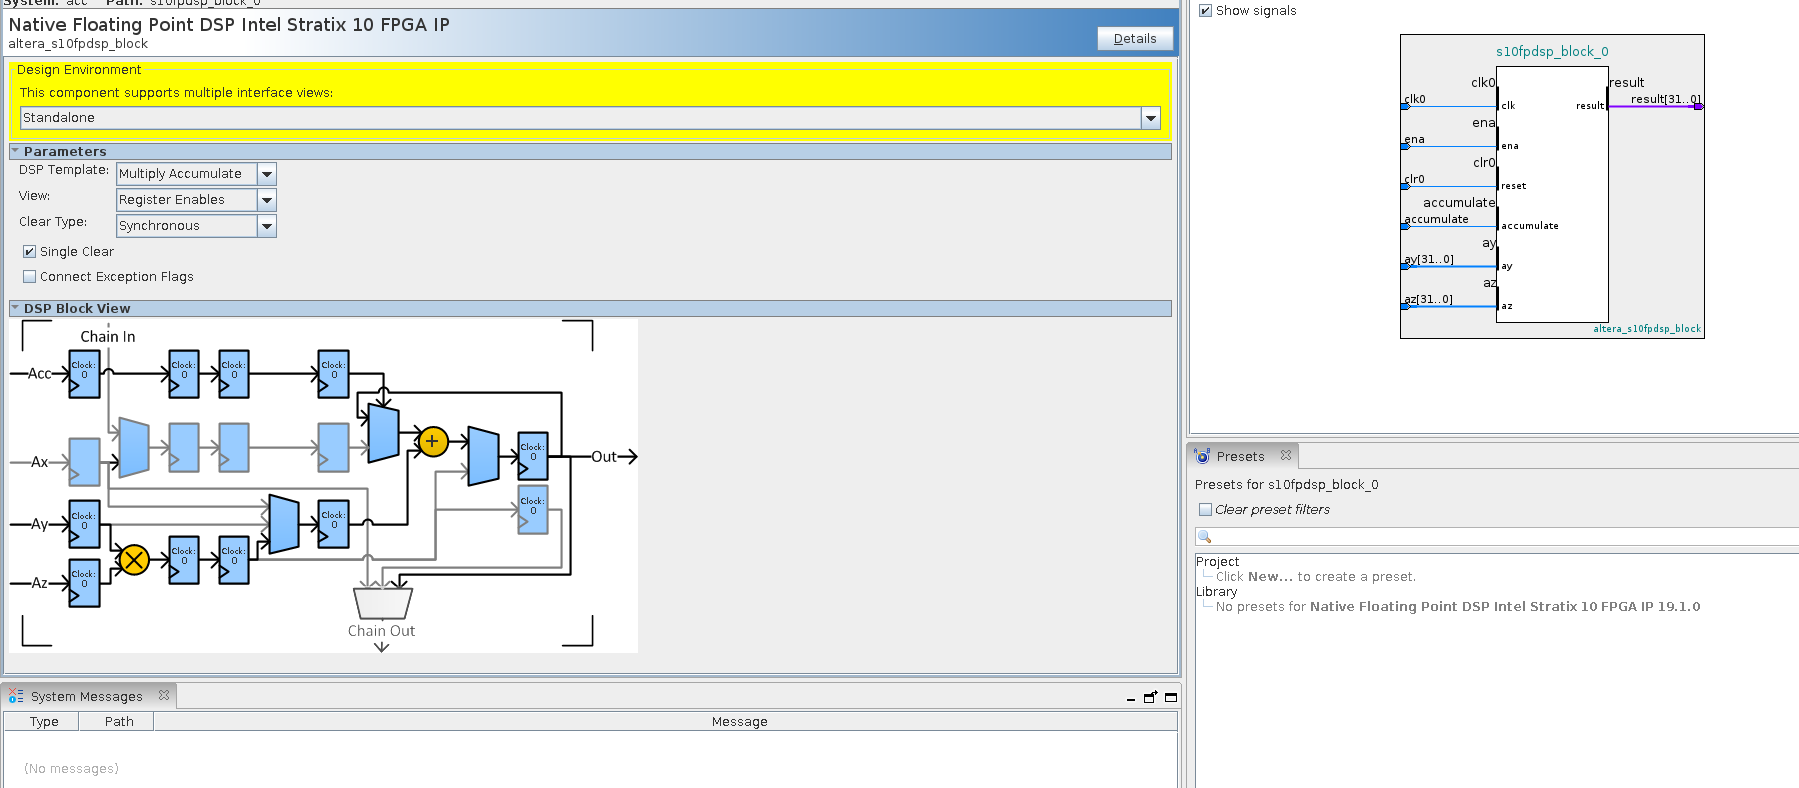 System: acc Path: s10fpdsp_block_0
Native Floating Point DSP Intel Stratix 10 FPGA IP
altera_s10fpdsp_block
Details
Design Environment
This component supports multiple interface views:
Standalone
Parameters
DSP Template: Multiply Accumulate
View: Register Enables
Clear Type: Synchronous
Single Clear
Connect Exception Flags
DSP Block View
Chain In
Acc
Clock: 0
Clock: 0
Clock: 0
Clock: 0
Ax
+
Clock: 0
Out
Ay
Clock: 0
Clock: 0
Clock: 0
Az
Clock: 0
Clock: 0
Clock: 0
Chain Out
System Messages
Type Path Message
(No messages)
Show signals
s10fpdsp_block_0
clk0 result
clk0 clk result result[31..0]
ena
ena ena
clr0
clr0 reset
accumulate
accumulate accumulate
ay
ay[31..0] ay
az
az[31..0] az
altera_s10fpdsp_block
Presets
Presets for s10fpdsp_block_0
Clear preset filters
Project
Click New... to create a preset.
Library
No presets for Native Floating Point DSP Intel Stratix 10 FPGA IP 19.1.0